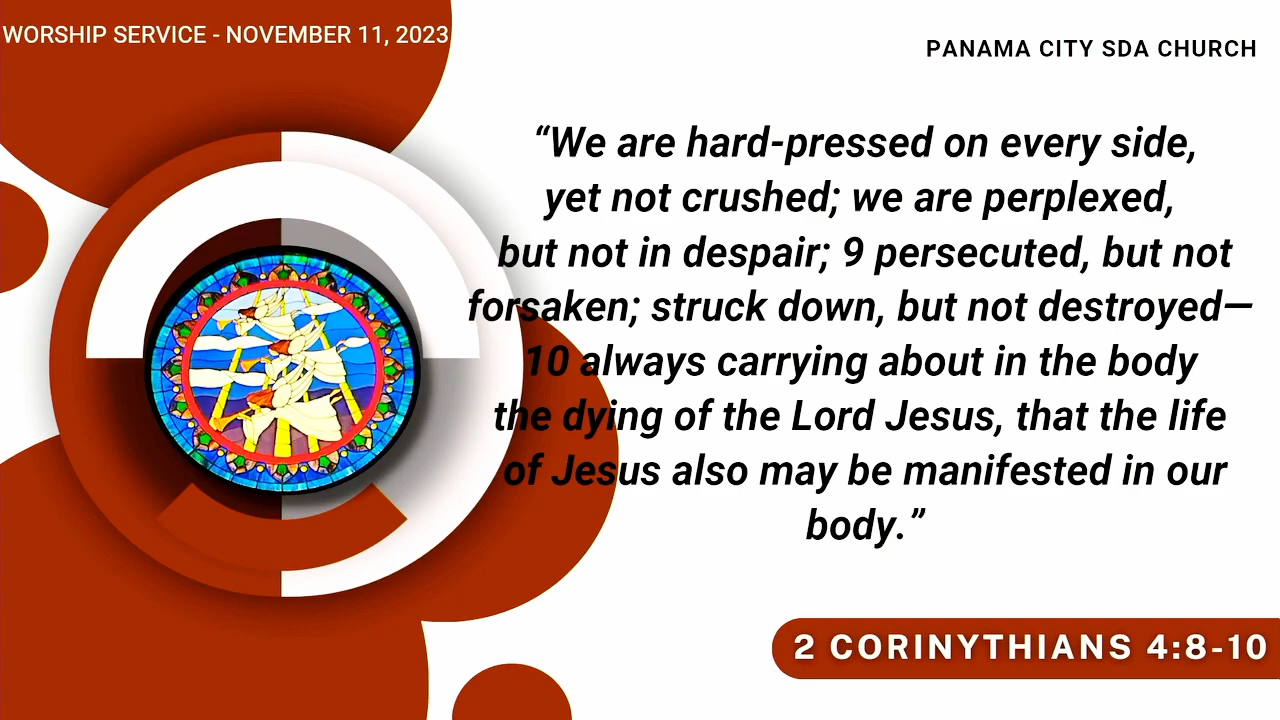 WORSHIP SERVICE - NOVEMBER 11, 2023
PANAMA CITY SDA CHURCH
“We are hard-pressed on every side,
yet not crushed; we are perplexed,
but not in despair; 9 persecuted, but not
forsaken; struck down, but not destroyed—
10 always carrying about in the body
the dying of the Lord Jesus, that the life
of Jesus also may be manifested in our
body.”
2 CORINYTHIANS 4:8-10